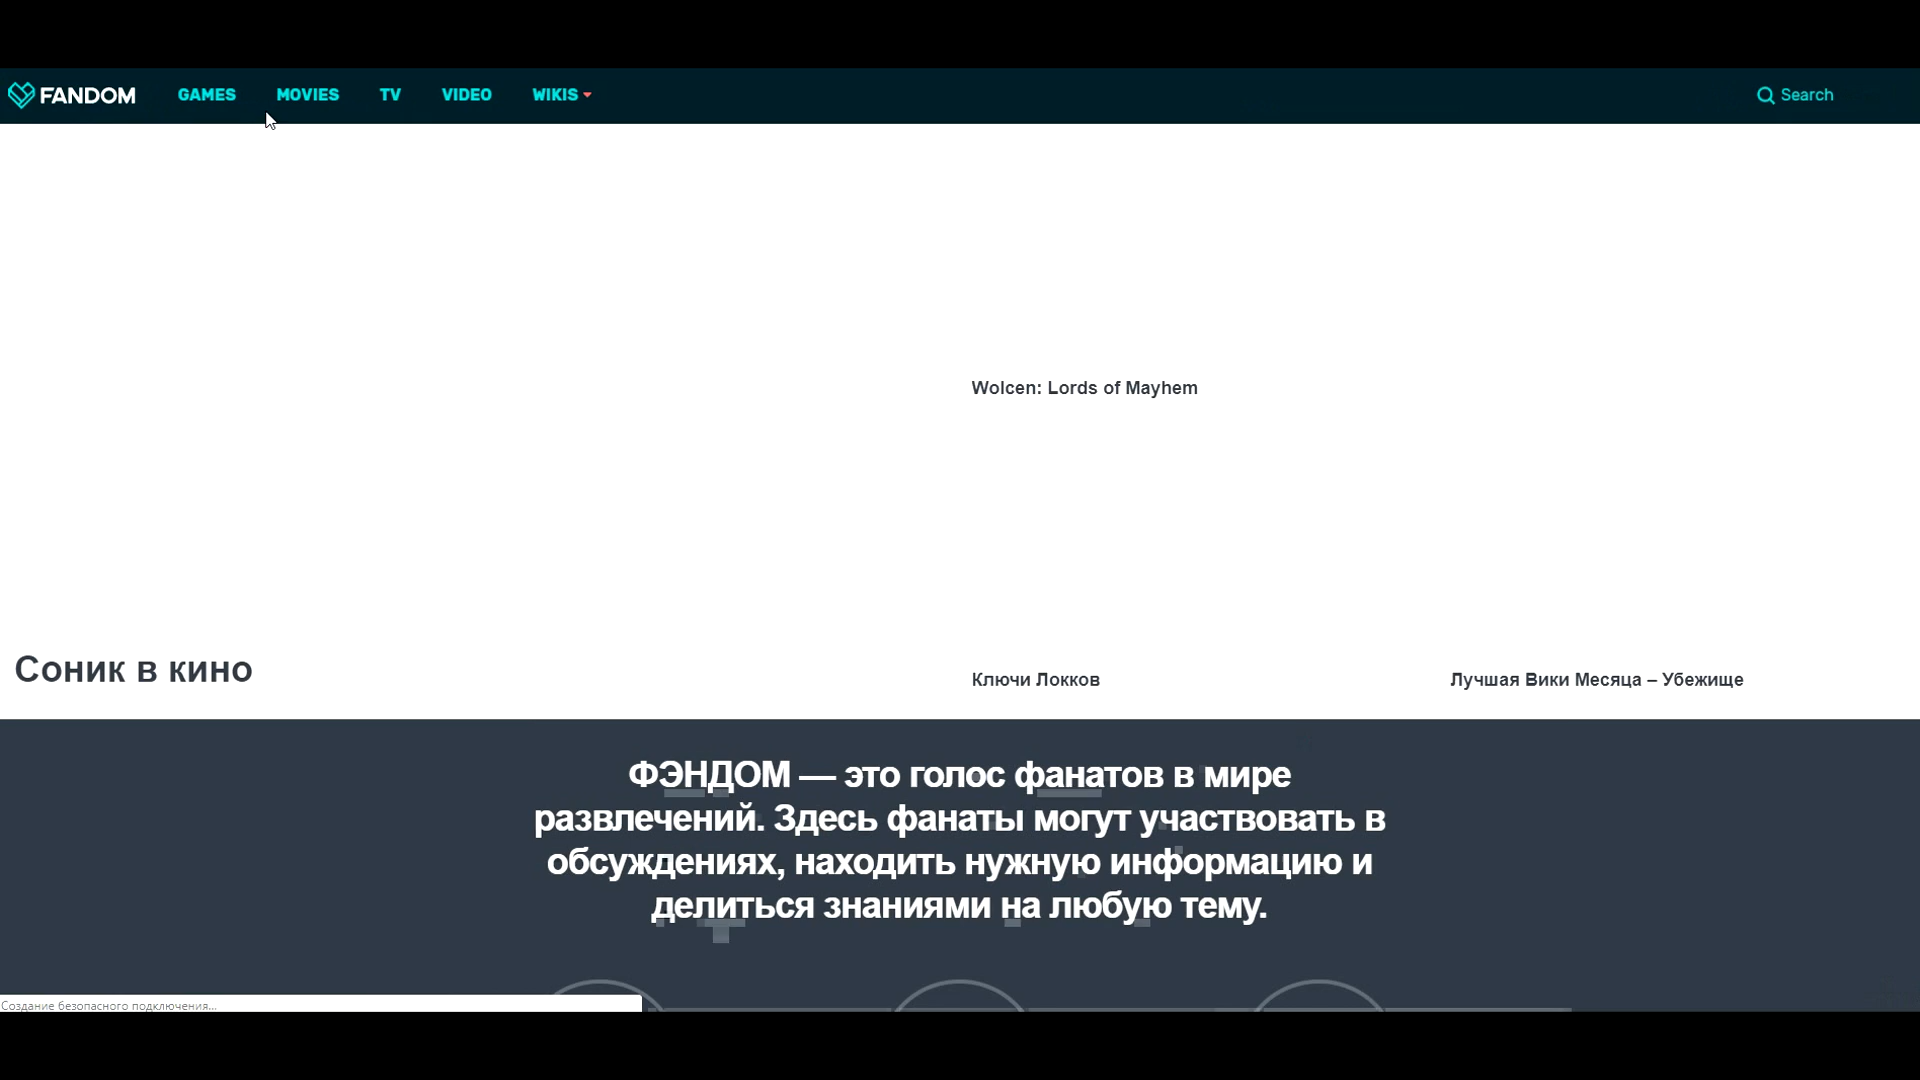 FANDOM GAMES MOVIES TV VIDEO WIKIS Search
Wolcen: Lords of Mayhem
Соник в кино
Ключи Локков
Лучшая Вики Месяца – Убежище
ФЭНДОМ — это голос фанатов в мире
развлечений. Здесь фанаты могут участвовать в
обсуждениях, находить нужную информацию и
делиться знаниями на любую тему.
Создание безопасного подключения...